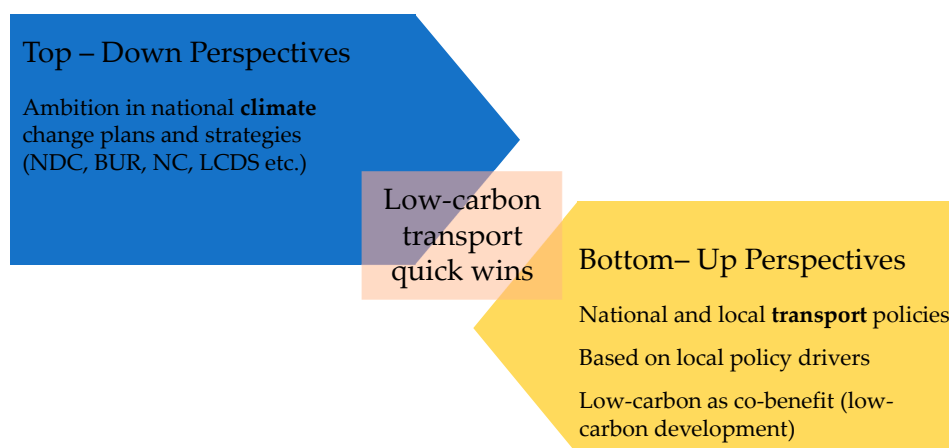 Top – Down Perspectives
Ambition in national climate
change plans and strategies
(NDC, BUR, NC, LCDS etc.)
Low-carbon
transport
quick wins
Bottom– Up Perspectives
National and local transport policies
Based on local policy drivers
Low-carbon as co-benefit (low-
carbon development)